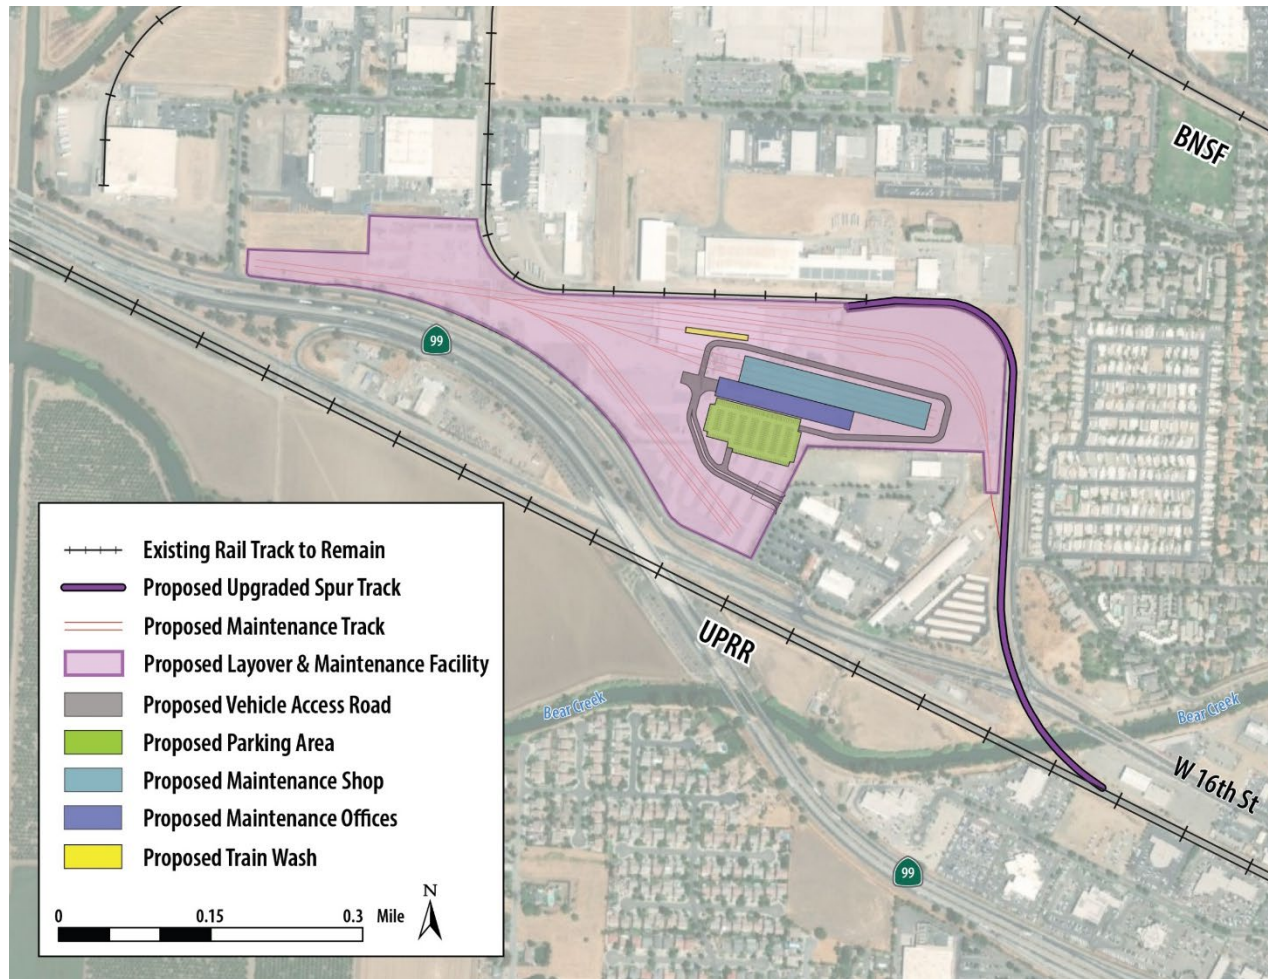 BNSF
99
Existing Rail Track to Remain
Proposed Upgraded Spur Track
Proposed Maintenance Track
Proposed Layover & Maintenance Facility
Proposed Vehicle Access Road
Proposed Parking Area
Proposed Maintenance Shop
Proposed Maintenance Offices
Proposed Train Wash
0 0.15 0.3 Mile
N
UPRR
Bear Creek
Bear Creek
W 16th St
99